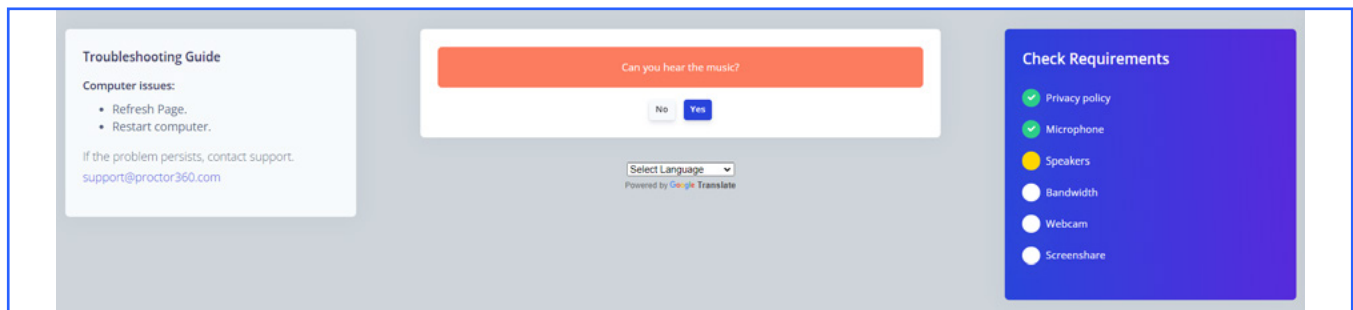 Troubleshooting Guide
Computer issues:
• Refresh Page.
• Restart computer.
If the problem persists, contact support.
support@proctor360.com
Can you hear the music?
No Yes
Select Language
Powered by Google Translate
Check Requirements
Privacy policy
Microphone
Speakers
Bandwidth
Webcam
Screenshare